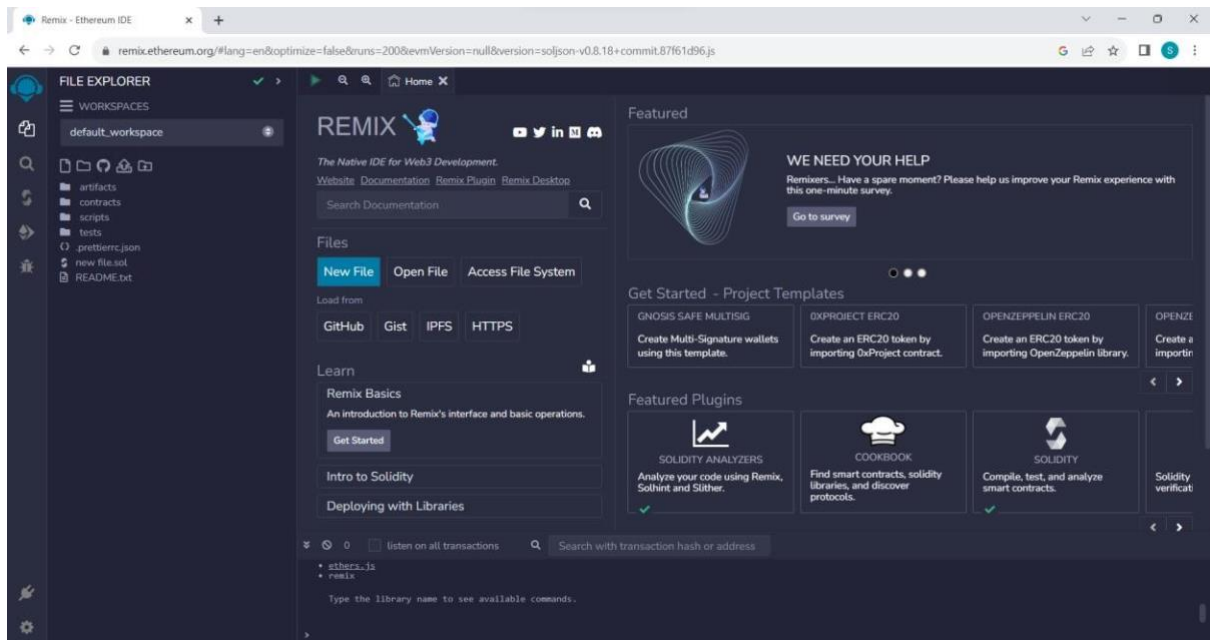 Remix - Ethereum IDE
remix.ethereum.org/#lang=en&optimize=false&runs=200&evmVersion=null&version=soljson-v0.8.18+commit.87f61d96.js
S
FILE EXPLORER
WORKSPACES
default_workspace
artifacts
contracts
scripts
tests
.prettierrc.json
new file.sol
README.txt
Home
REMIX
The Native IDE for Web3 Development.
Website Documentation Remix Plugin Remix Desktop
Search Documentation
Files
New File Open File Access File System
Load from
GitHub Gist IPFS HTTPS
Learn
Remix Basics
An introduction to Remix's interface and basic operations.
Get Started
Intro to Solidity
Deploying with Libraries
Featured
WE NEED YOUR HELP
Remixers... Have a spare moment? Please help us improve your Remix experience with
this one-minute survey.
Go to survey
Get Started - Project Templates
GNOSIS SAFE MULTISIG
Create Multi-Signature wallets
using this template.
0XPROJECT ERC20
Create an ERC20 token by
importing 0xProject contract.
OPENZEPPELIN ERC20
Create an ERC20 token by
importing OpenZeppelin library.
OPENZE
Create a
importin
Featured Plugins
SOLIDITY ANALYZERS
Analyze your code using Remix,
Solhint and Slither.
COOKBOOK
Find smart contracts, solidity
libraries, and discover
protocols.
SOLIDITY
Compile, test, and analyze
smart contracts.
Solidity
verificati
0 listen on all transactions Search with transaction hash or address
• ethers.js
• remix
Type the library name to see available commands.
>